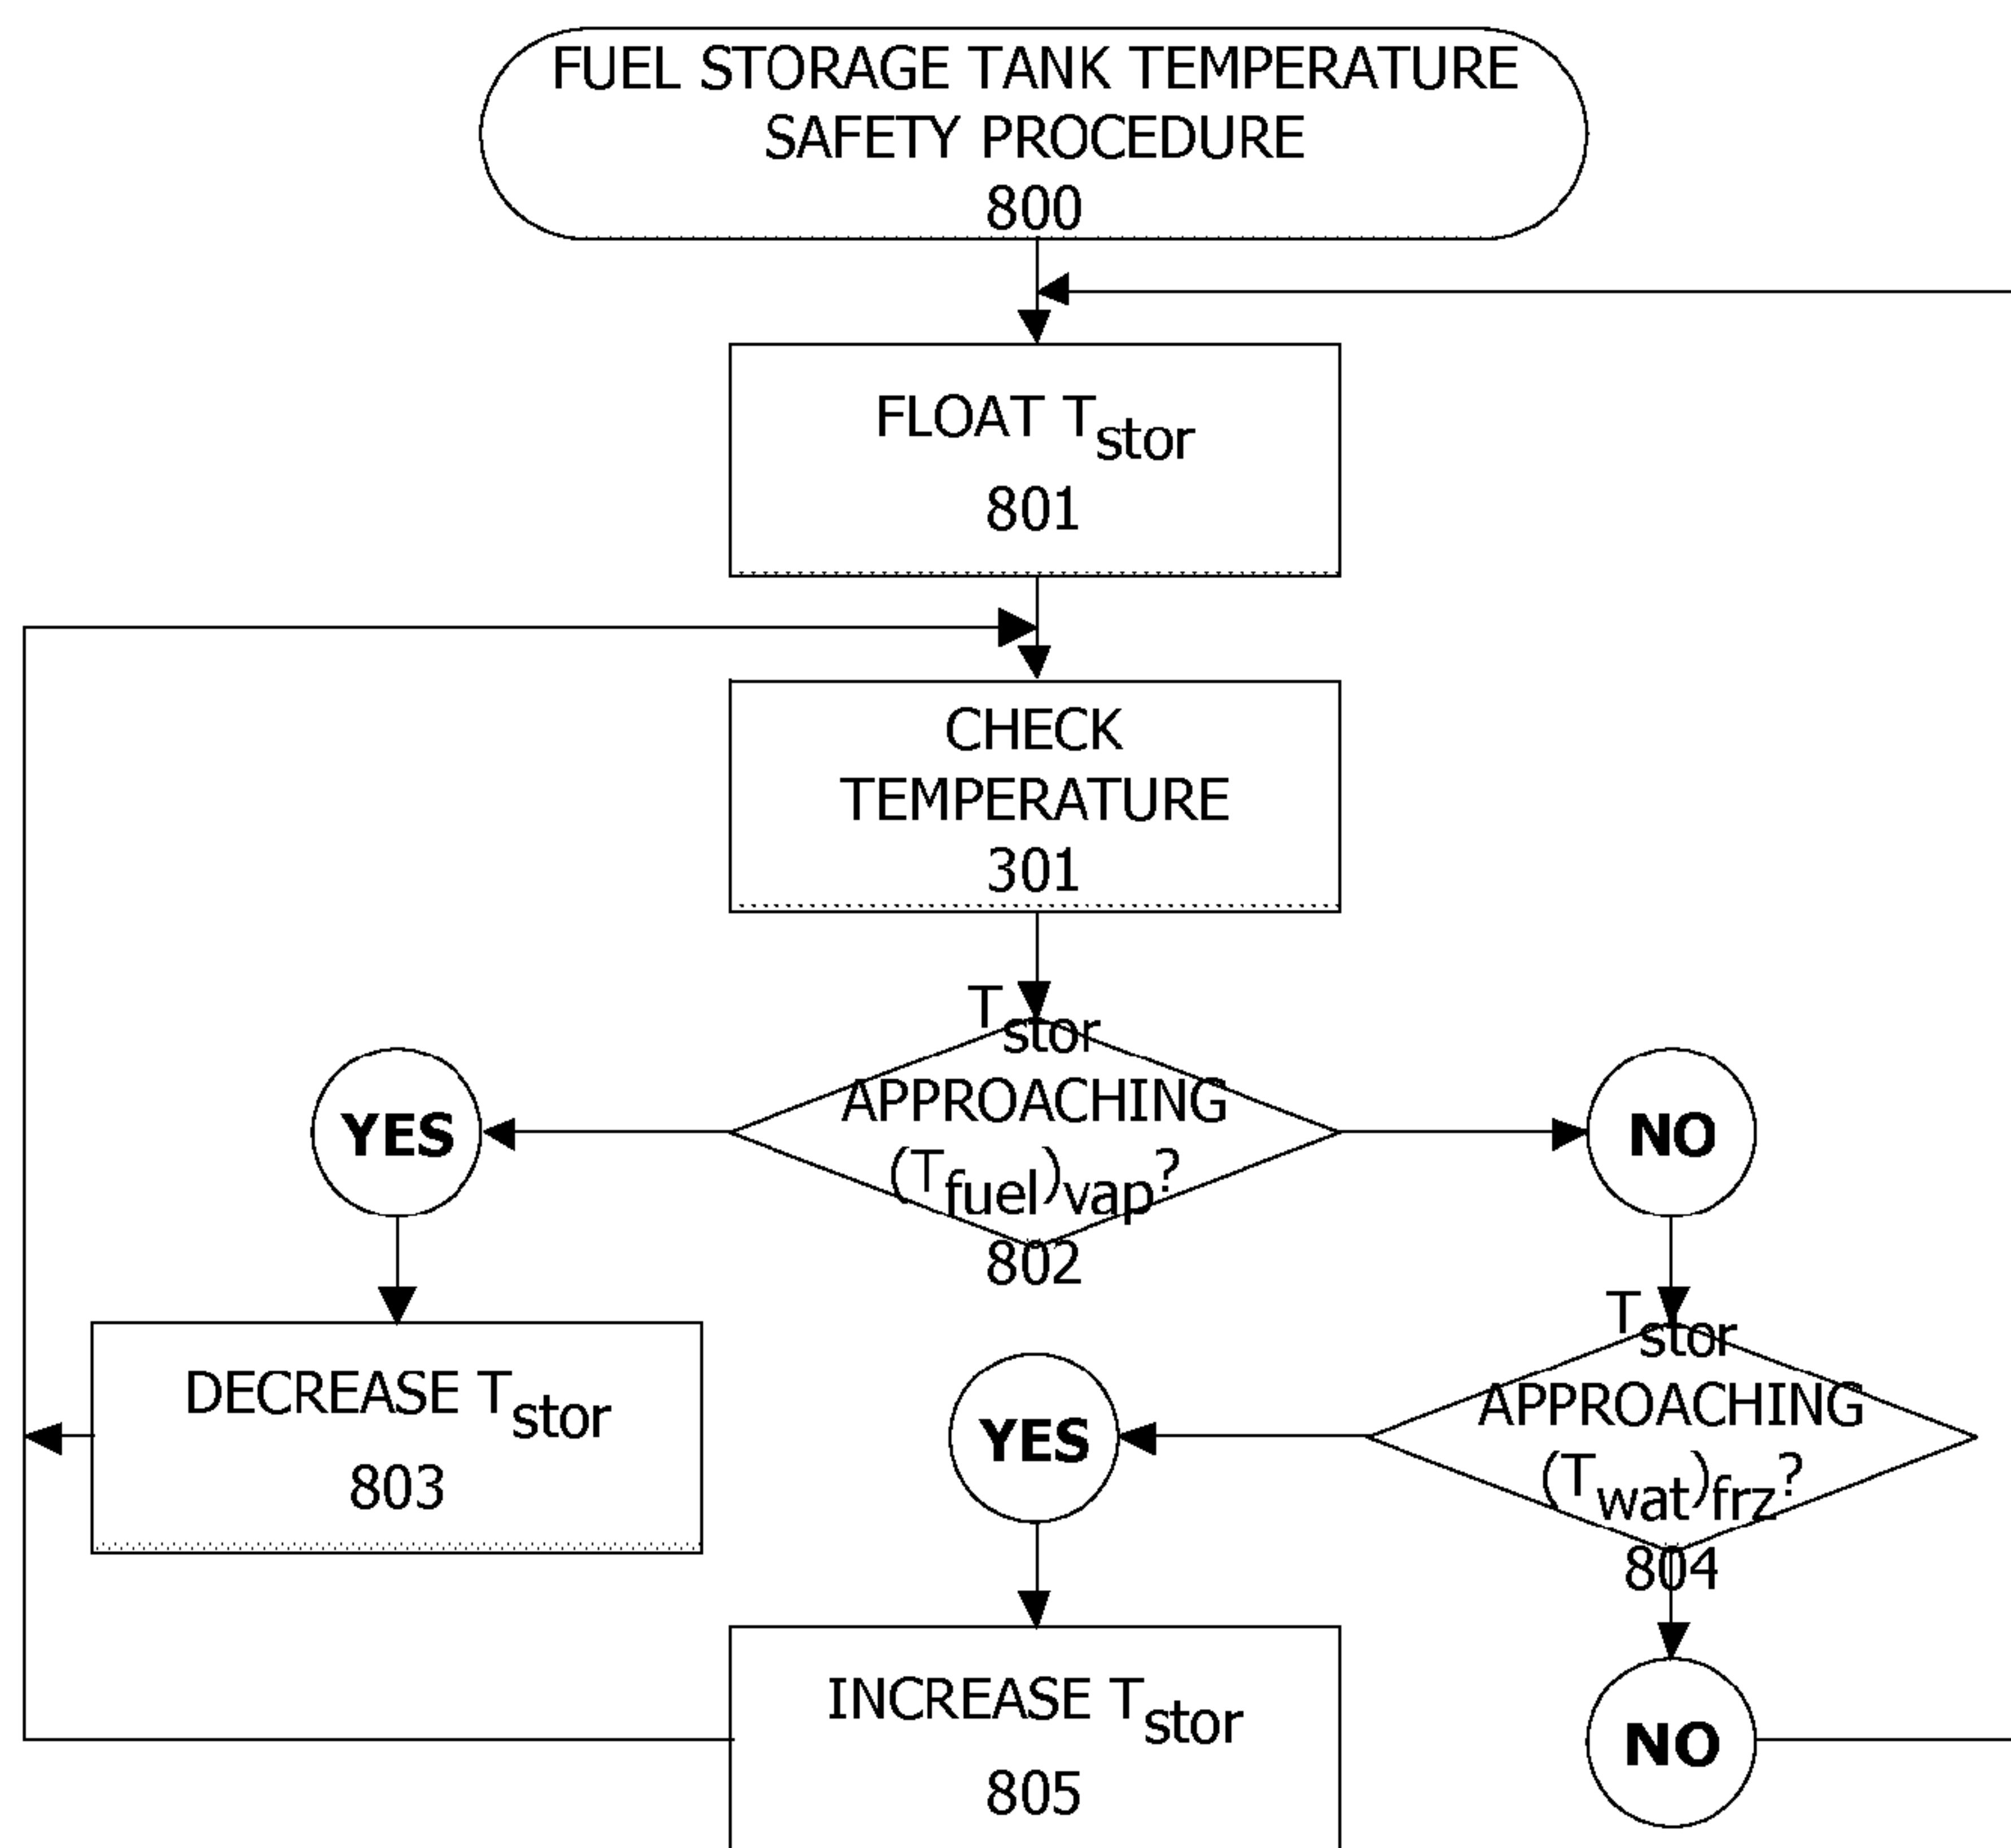 FUEL STORAGE TANK TEMPERATURE
SAFETY PROCEDURE
800
FLOAT Tstor
801
CHECK
TEMPERATURE
301
Tstor
APPROACHING
(Tfuel)vap?
802
YES
NO
DECREASE Tstor
803
Tstor
APPROACHING
(Twat)frz?
804
YES
NO
INCREASE Tstor
805